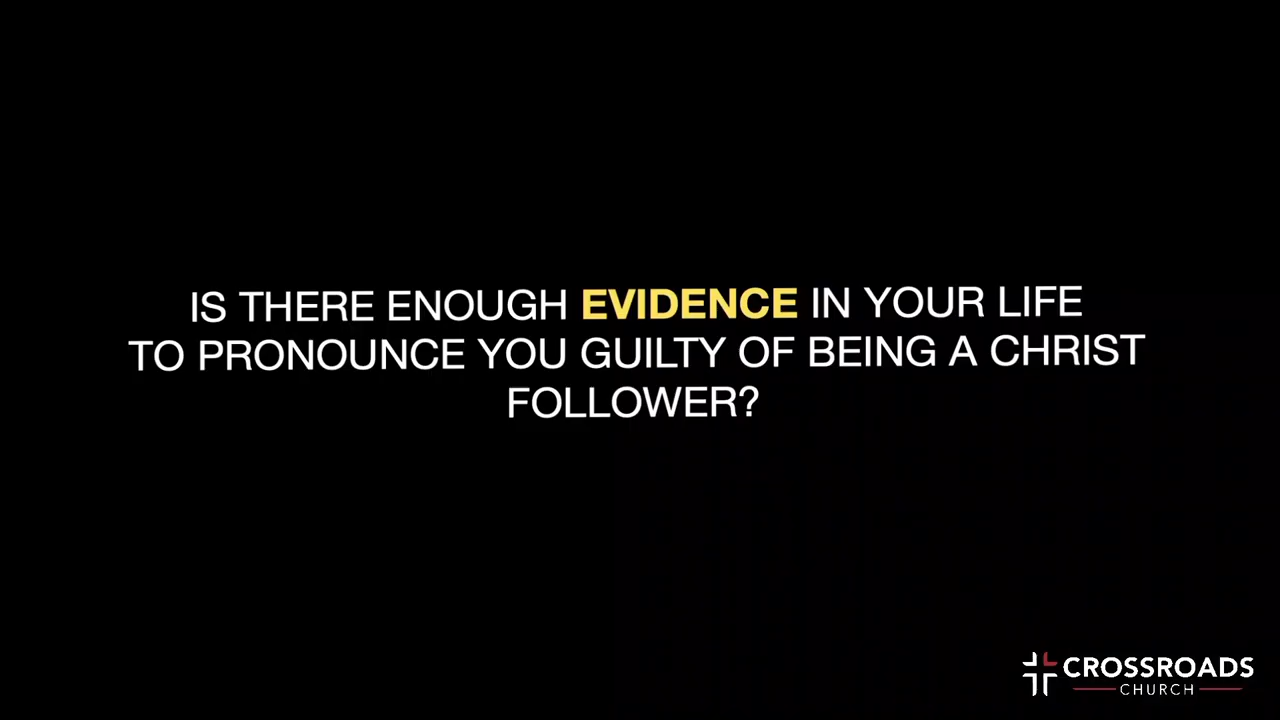 IS THERE ENOUGH EVIDENCE IN YOUR LIFE
TO PRONOUNCE YOU GUILTY OF BEING A CHRIST
FOLLOWER?
CROSSROADS
CHURCH